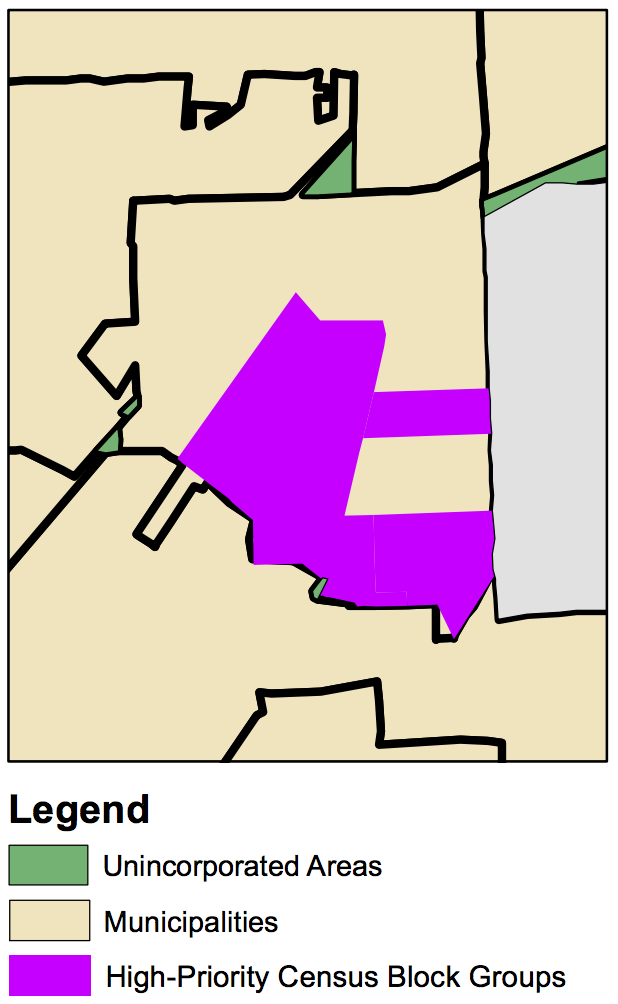 Legend
Unincorporated Areas
Municipalities
High-Priority Census Block Groups